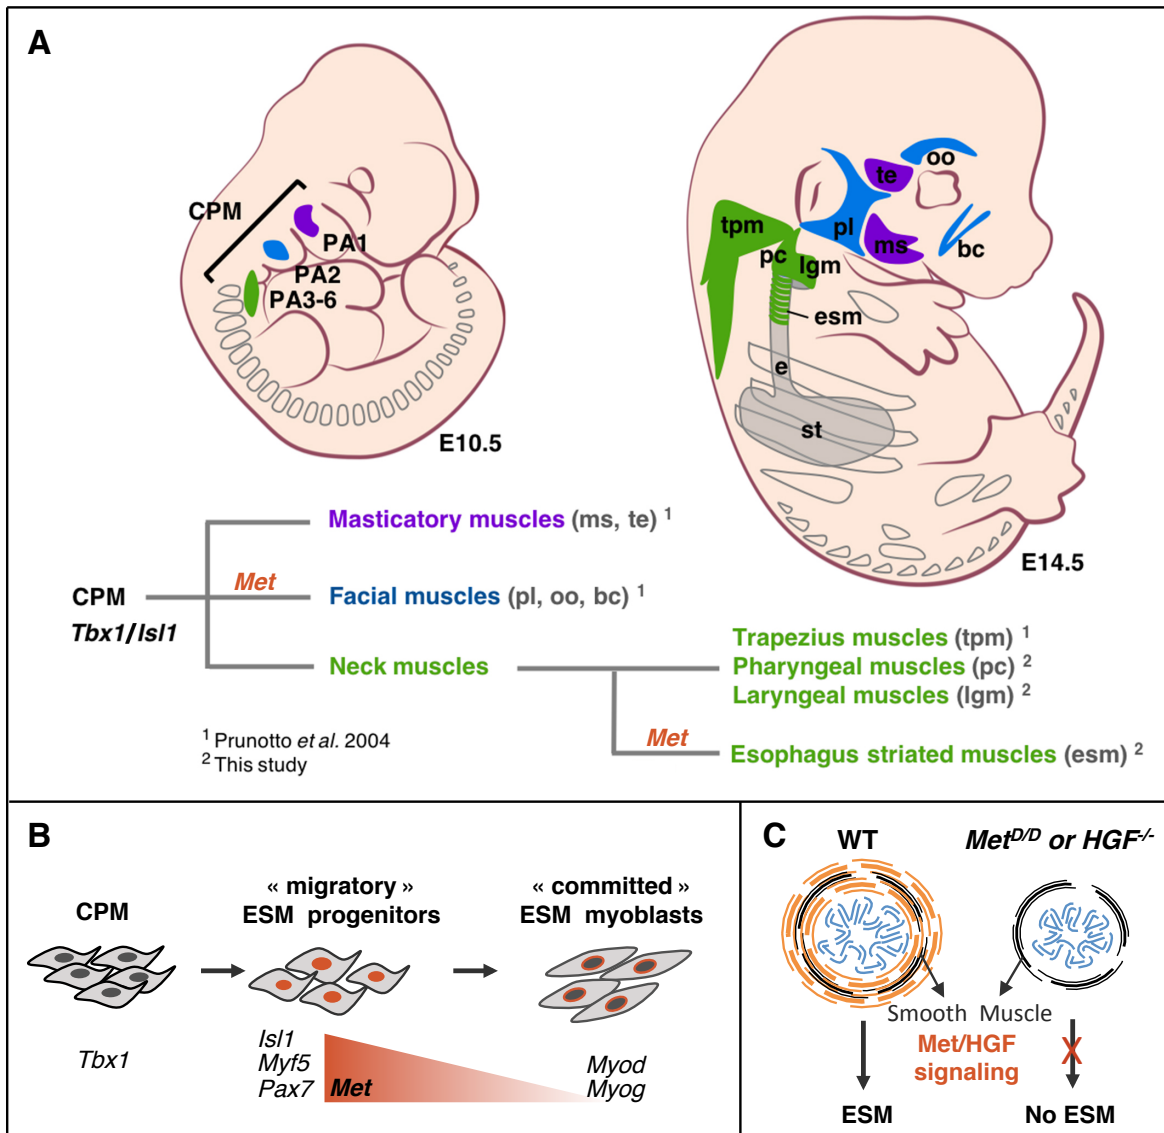 A
CPM
PA1
PA2
PA3-6
E10.5
oo
te
tpm
pl
ms
bc
pc
lgm
esm
e
st
E14.5
Masticatory muscles (ms, te) 1
Met
CPM
Facial muscles (pl, oo, bc) 1
Tbx1/Isl1
Neck muscles
Trapezius muscles (tpm) 1
Pharyngeal muscles (pc) 2
Laryngeal muscles (lgm) 2
Met
Esophagus striated muscles (esm) 2
1 Prunotto et al. 2004
2 This study
B
CPM
« migratory »
ESM progenitors
« committed »
ESM myoblasts
Tbx1
Isl1
Myf5
Pax7
Met
Myod
Myog
C
WT
MetD/D or HGF-/-
Smooth Muscle
Met/HGF
signaling
X
ESM
No ESM